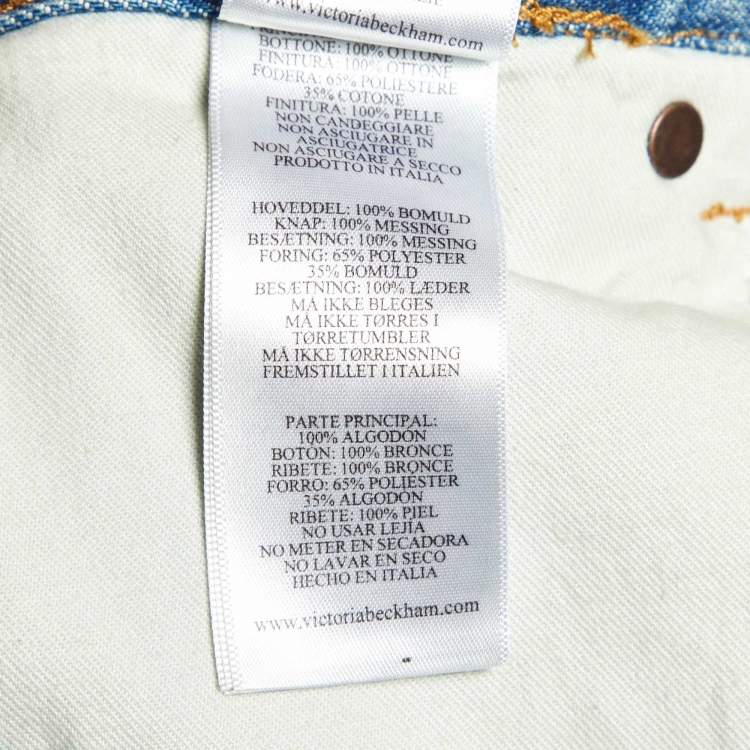 www.victoriabeckham.com
BOTTONE: 100% OTTONE
FINITURA: 100% OTTONE
FODERA: 65% POLIESTERE
35% COTONE
FINITURA: 100% PELLE
NON CANDEGGIARE
NON ASCIUGARE IN
ASCIUGATRICE
NON ASCIUGARE A SECCO
PRODOTTO IN ITALIA
HOVEDDEL: 100% BOMULD
KNAP: 100% MESSING
BESÆTNING: 100% MESSING
FORING: 65% POLYESTER
35% BOMULD
BESÆTNING: 100% LÆDER
MÅ IKKE BLEGES
MÅ IKKE TØRRES I
TØRRETUMBLER
MÅ IKKE TØRRENSNING
FREMSTILLET I ITALIEN
PARTE PRINCIPAL:
100% ALGODÓN
BOTÓN: 100% BRONCE
RIBETE: 100% BRONCE
FORRO: 65% POLIESTER
35% ALGODÓN
RIBETE: 100% PIEL
NO USAR LEJÍA
NO METER EN SECADORA
NO LAVAR EN SECO
HECHO EN ITALIA
www.victoriabeckham.com